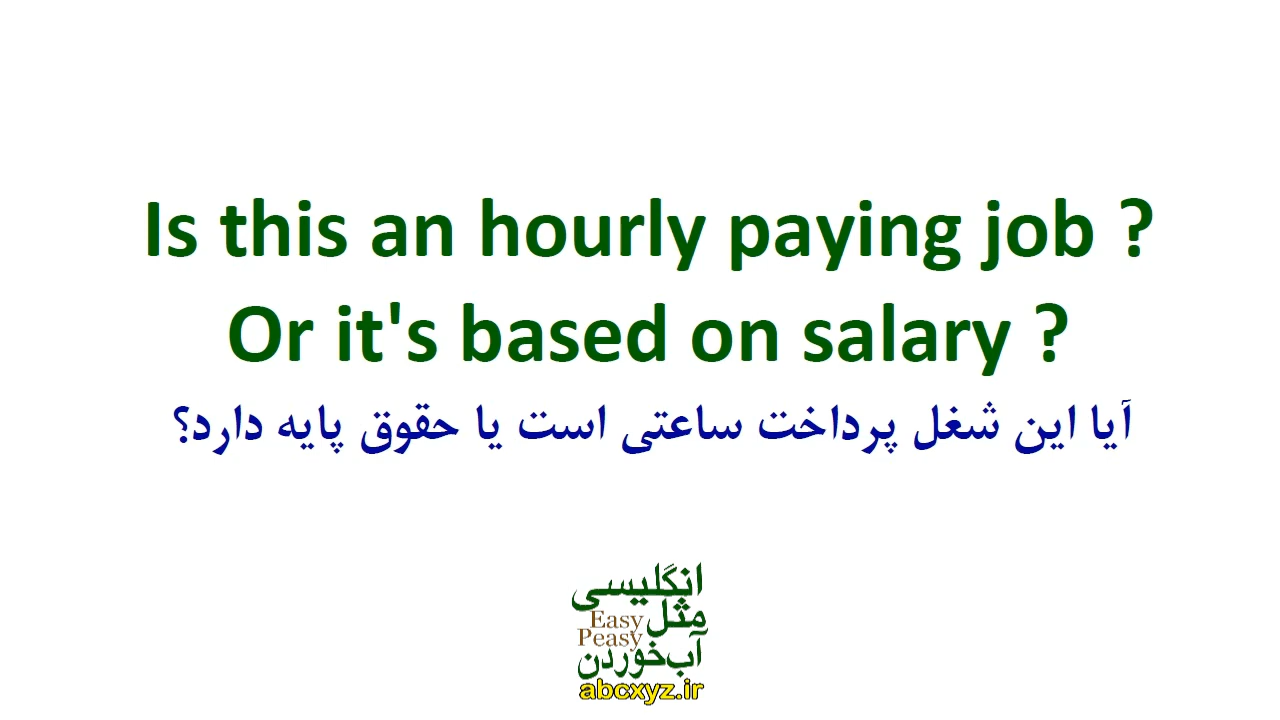 Is this an hourly paying job ?
Or it's based on salary ?
آیا این شغل پرداخت ساعتی است یا حقوق پایه دارد؟
انگلیسی
مثل
Easy
Peasy
آب‌خوردن
abcxyz.ir